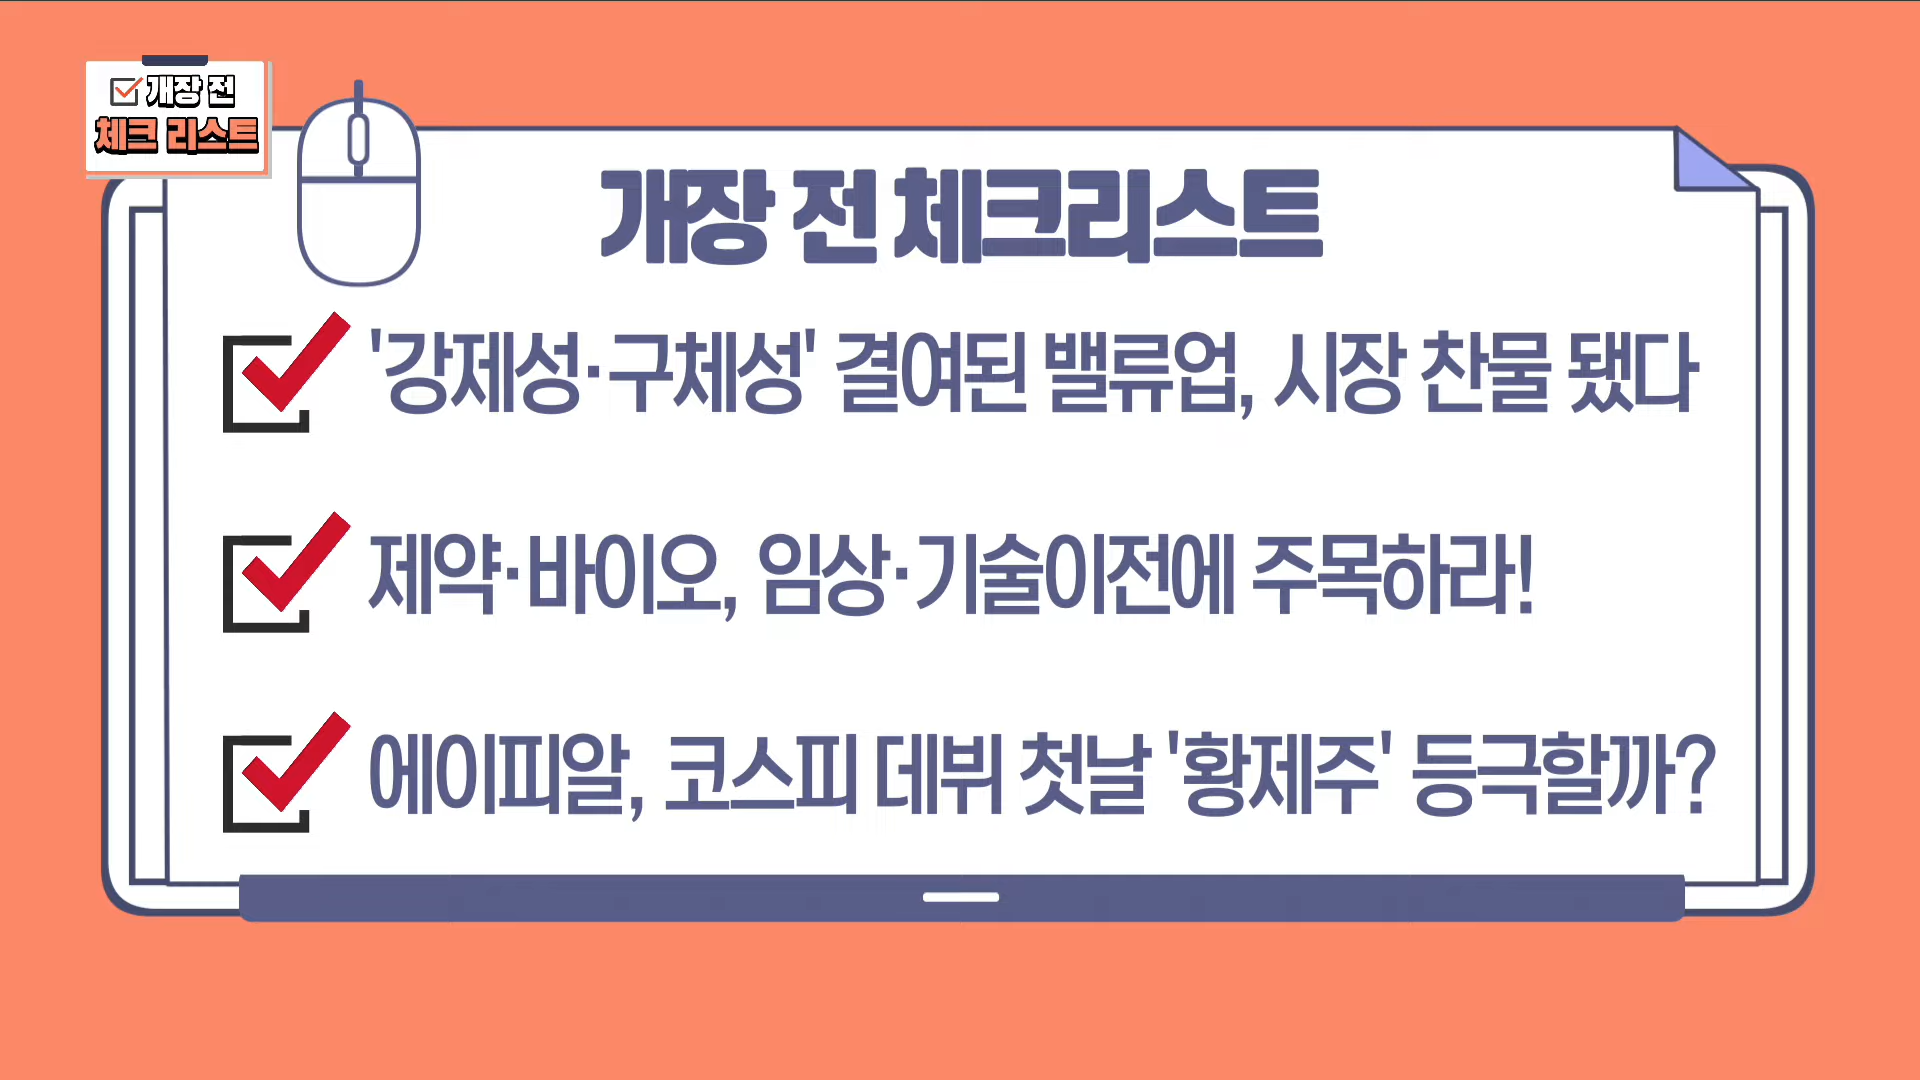 개장 전
체크 리스트
개장 전 체크리스트
'강제성·구체성' 결여된 밸류업, 시장 찬물 됐다
제약·바이오, 임상·기술이전에 주목하라!
에이피알, 코스피 데뷔 첫날 '황제주' 등극할까?